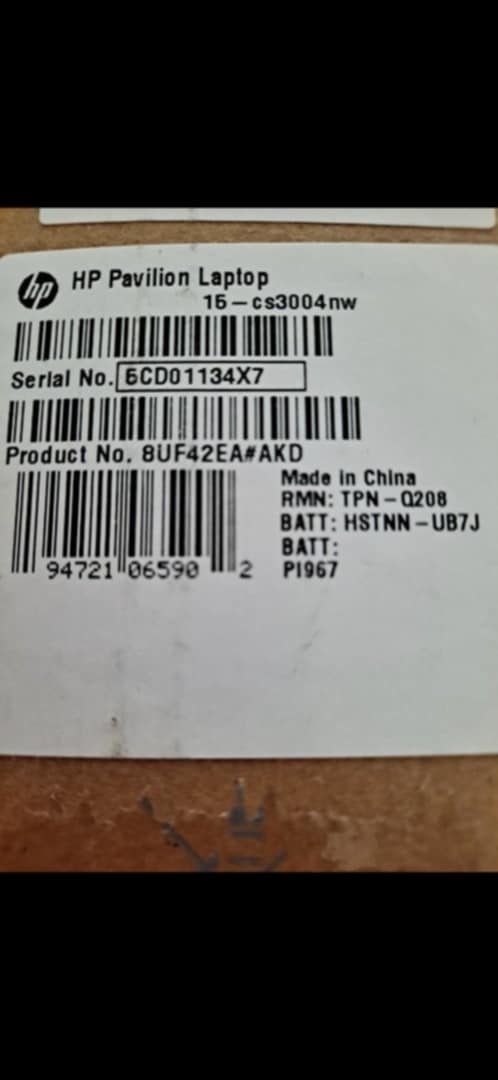 hp HP Pavilion Laptop
15-cs3004nw
Serial No. 5CD01134X7
Product No. 8UF42EA#AKD
Made in China
RMN: TPN-Q208
BATT: HSTNN-UB7J
BATT:
94721 06590 2 PI967